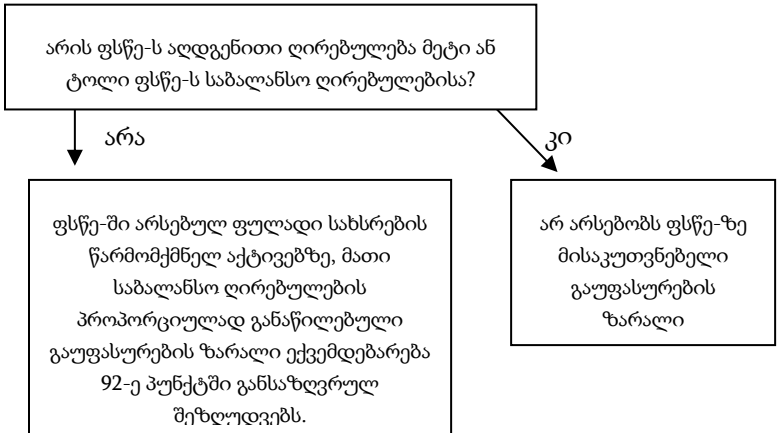 არის ფსწე-ს აღდგენითი ღირებულება მეტი ან
ტოლი ფსწე-ს საბალანსო ღირებულებისა?
არა
კი
ფსწე-ში არსებულ ფულადი სახსრების
წარმომქმნელ აქტივებზე, მათი
საბალანსო ღირებულების
პროპორციულად განაწილებული
გაუფასურების ზარალი ექვემდებარება
92-ე პუნქტში განსაზღვრულ
შეზღუდვებს.
არ არსებობს ფსწე-ზე
მისაკუთვნებელი
გაუფასურების
ზარალი